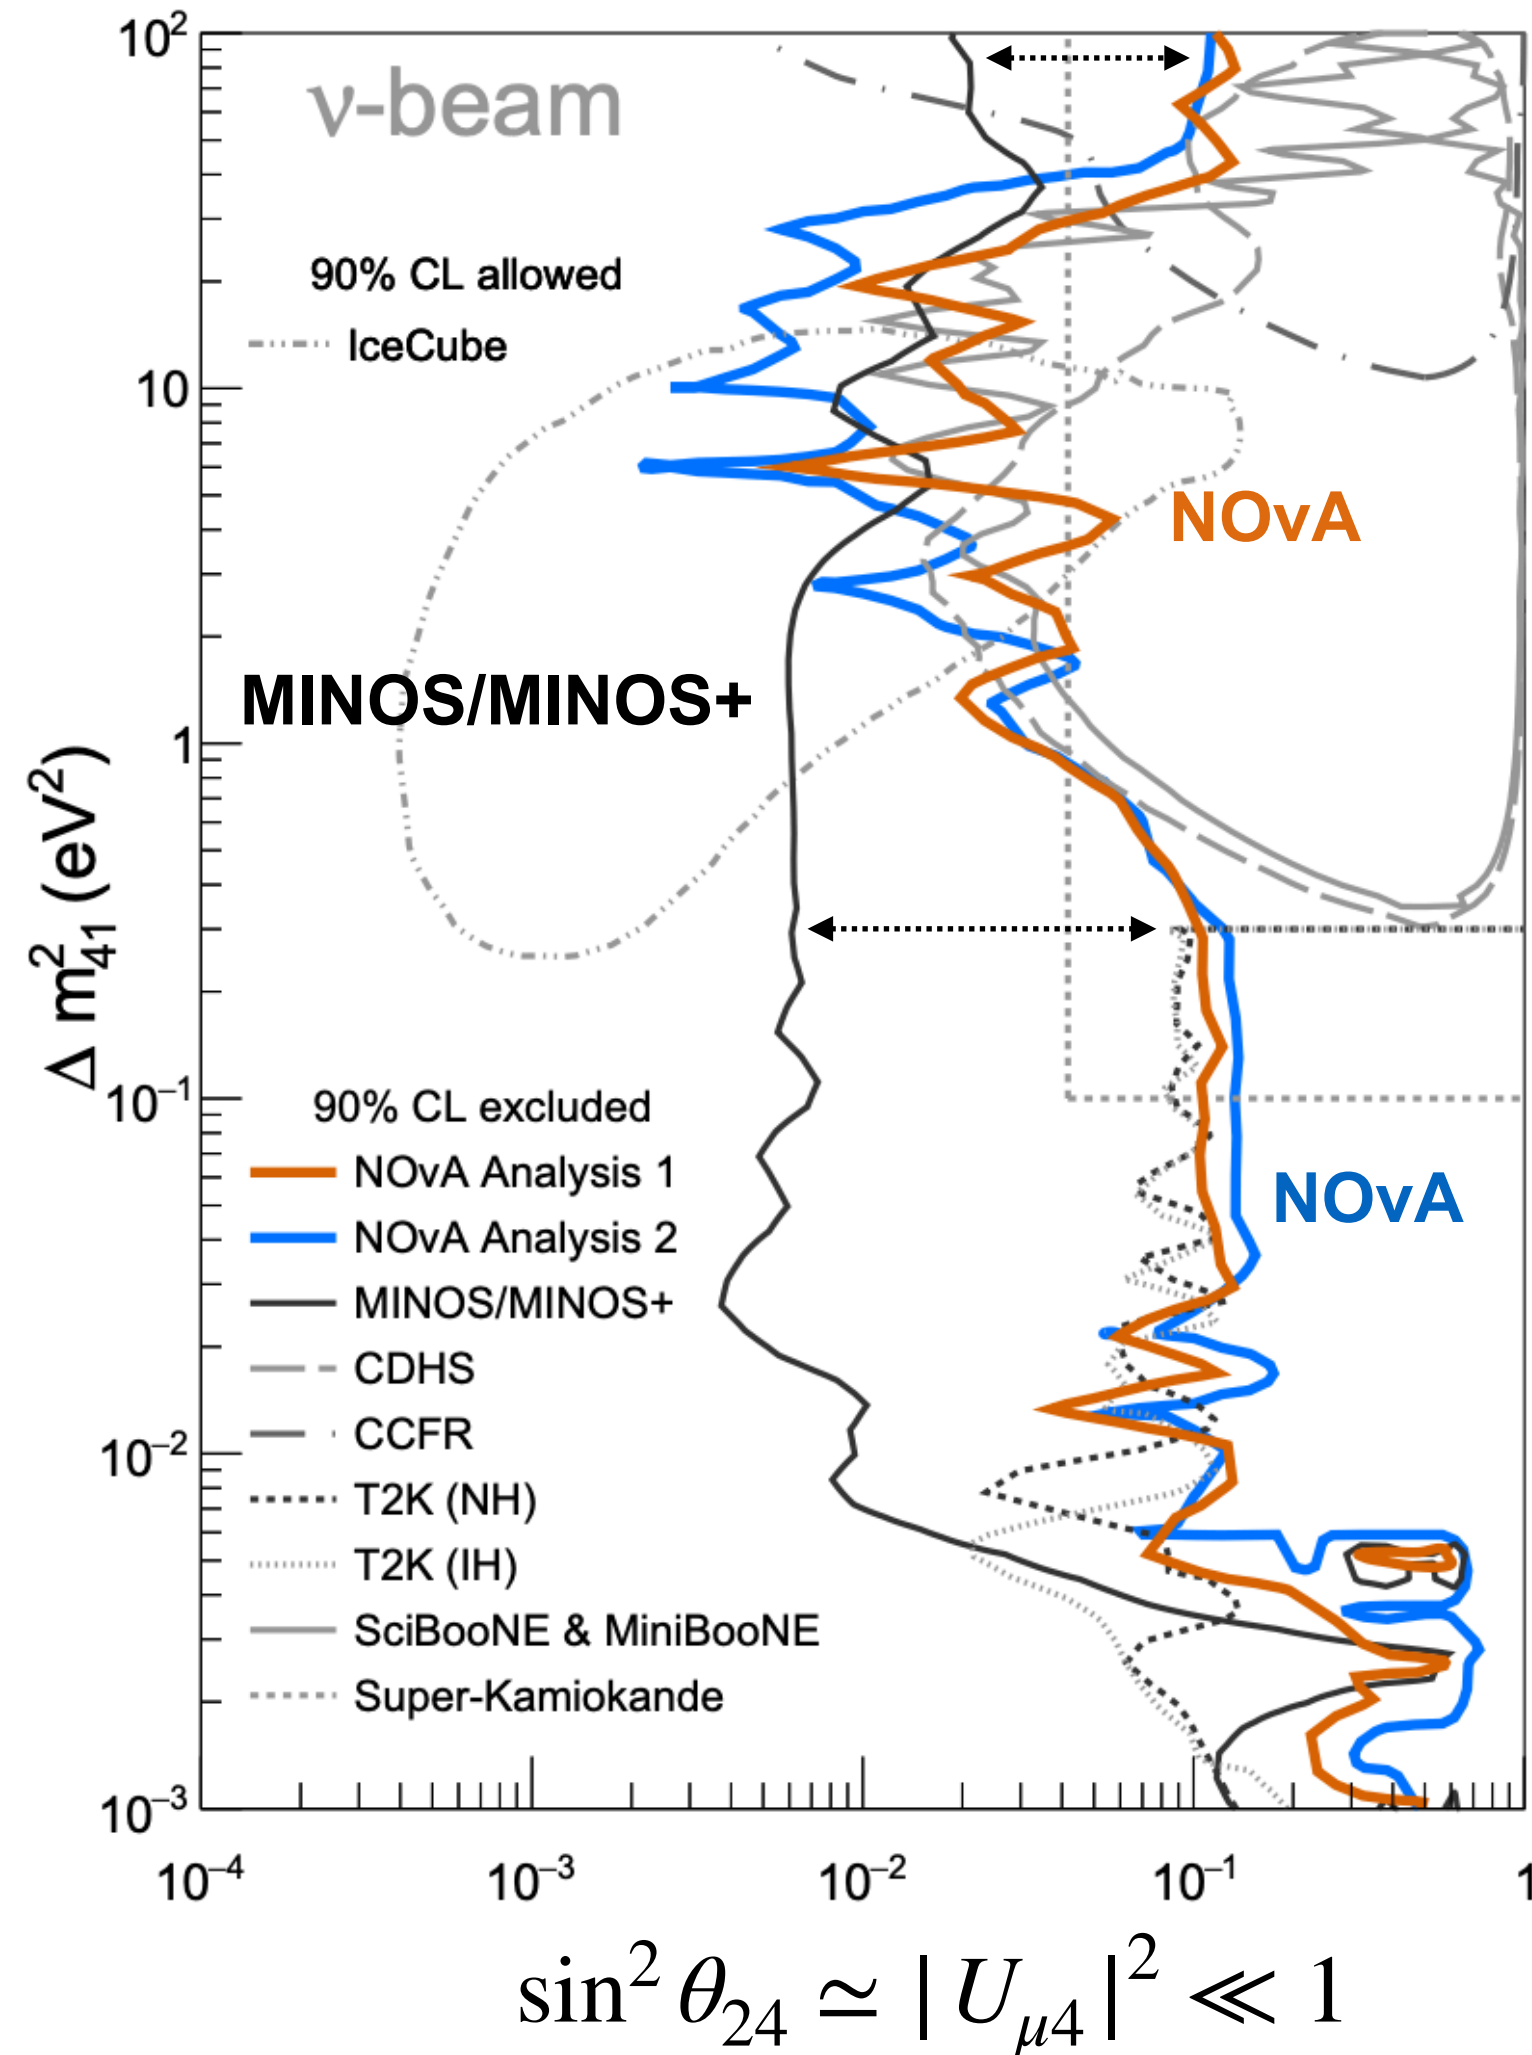 10²
ν-beam
90% CL allowed
IceCube
10
NOvA
MINOS/MINOS+
1
Δ m²₄₁ (eV²)
10⁻¹
90% CL excluded
NOvA Analysis 1
NOvA
NOvA Analysis 2
MINOS/MINOS+
CDHS
CCFR
10⁻²
T2K (NH)
T2K (IH)
SciBooNE & MiniBooNE
Super-Kamiokande
10⁻³
10⁻⁴ 10⁻³ 10⁻² 10⁻¹ 1
sin² θ₂₄ ≃ | U_μ4 |² ≪ 1